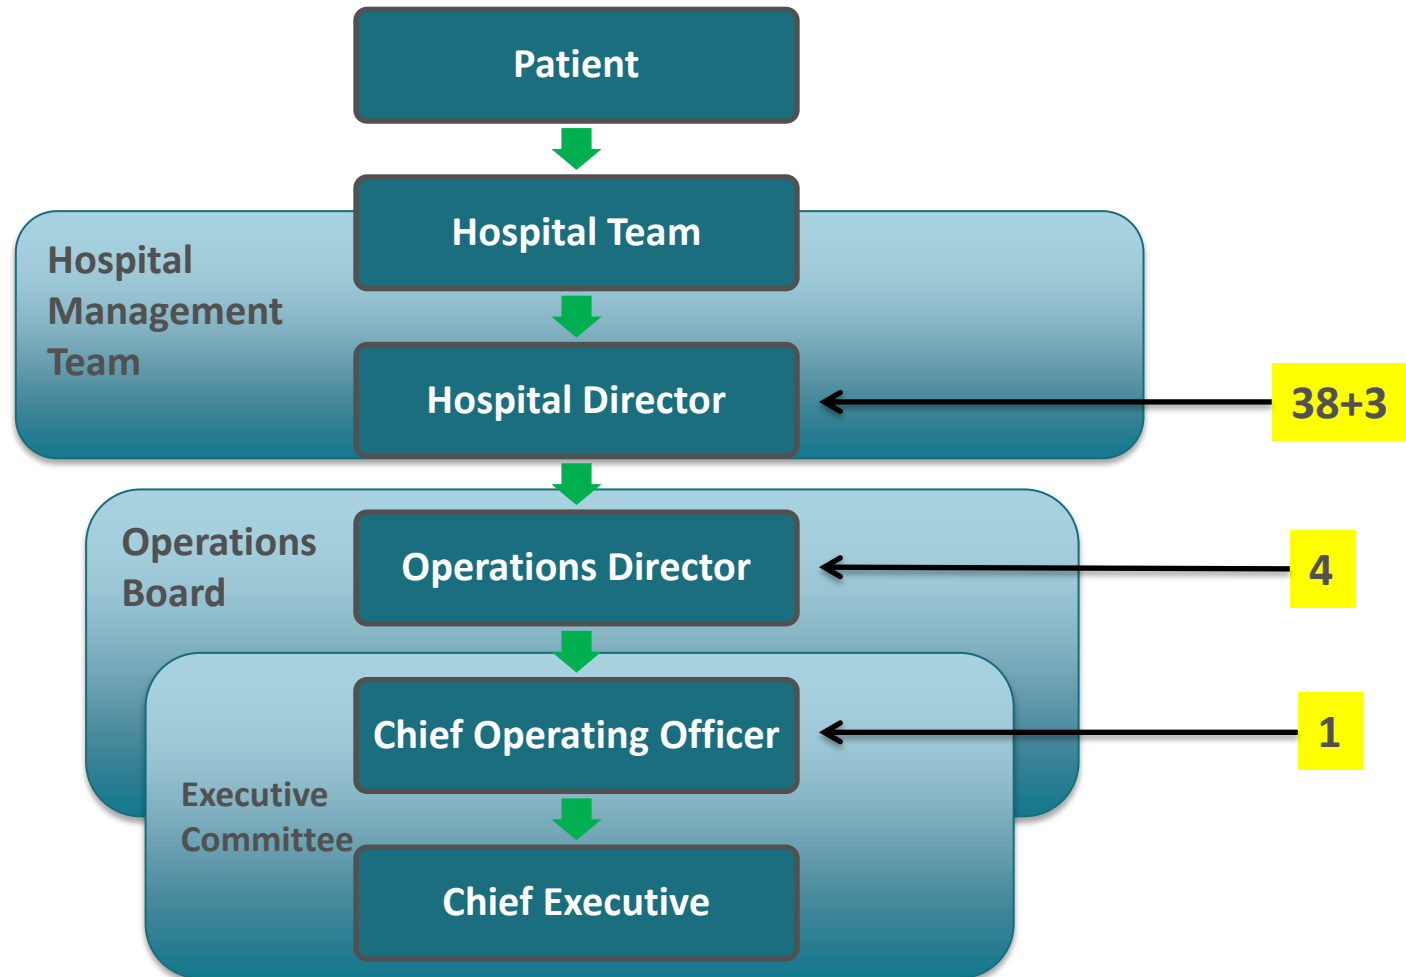 Patient
Hospital Team
Hospital
Management
Team
Hospital Director
38+3
Operations
Board
Operations Director
4
Chief Operating Officer
1
Executive
Committee
Chief Executive